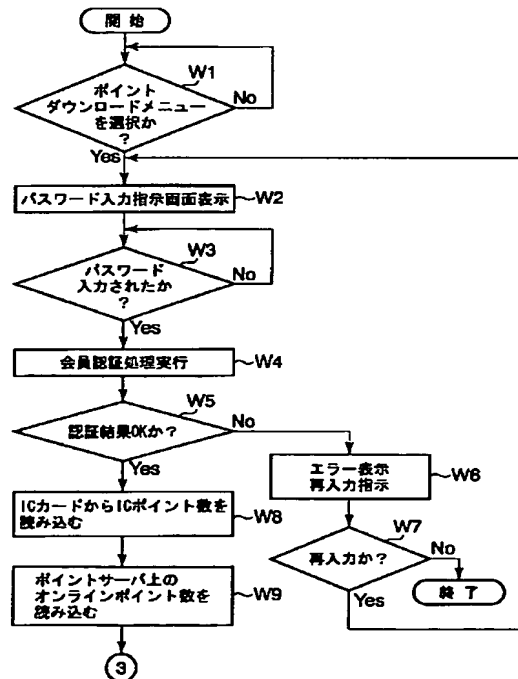 開 始
W1
ポイント
ダウンロードメニュー
を選択か
?
No
Yes
パスワード入力指示画面表示
W2
W3
パスワード
入力されたか
?
No
Yes
会員認証処理実行
W4
W5
認証結果OKか?
No
Yes
エラー表示
再入力指示
W6
ICカードからICポイント数を
読み込む
W8
W7
再入力か?
No
終 了
Yes
ポイントサーバ上の
オンラインポイント数を
読み込む
W9
3